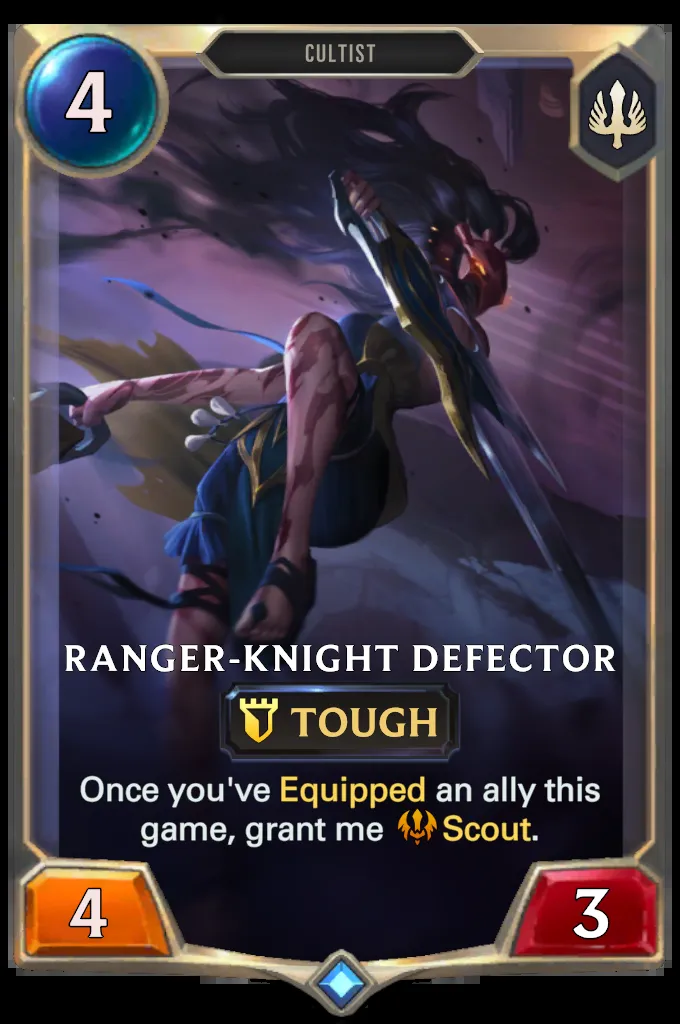 CULTIST
4
RANGER-KNIGHT DEFECTOR
TOUGH
Once you've Equipped an ally this
game, grant me Scout.
4
3